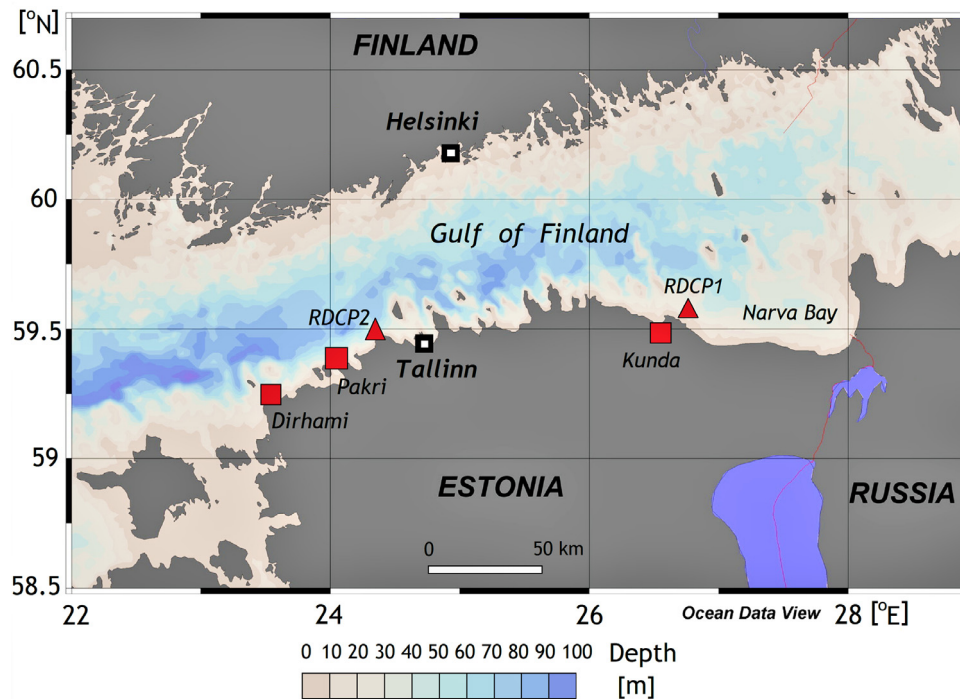 [°N]
FINLAND
60.5
Helsinki
60
Gulf of Finland
RDCP1
RDCP2
Narva Bay
59.5
Tallinn
Kunda
Pakri
Dirhami
59
ESTONIA
RUSSIA
0 50 km
58.5
Ocean Data View
22 24 26 28 [°E]
0 10 20 30 40 50 60 70 80 90 100 Depth
[m]